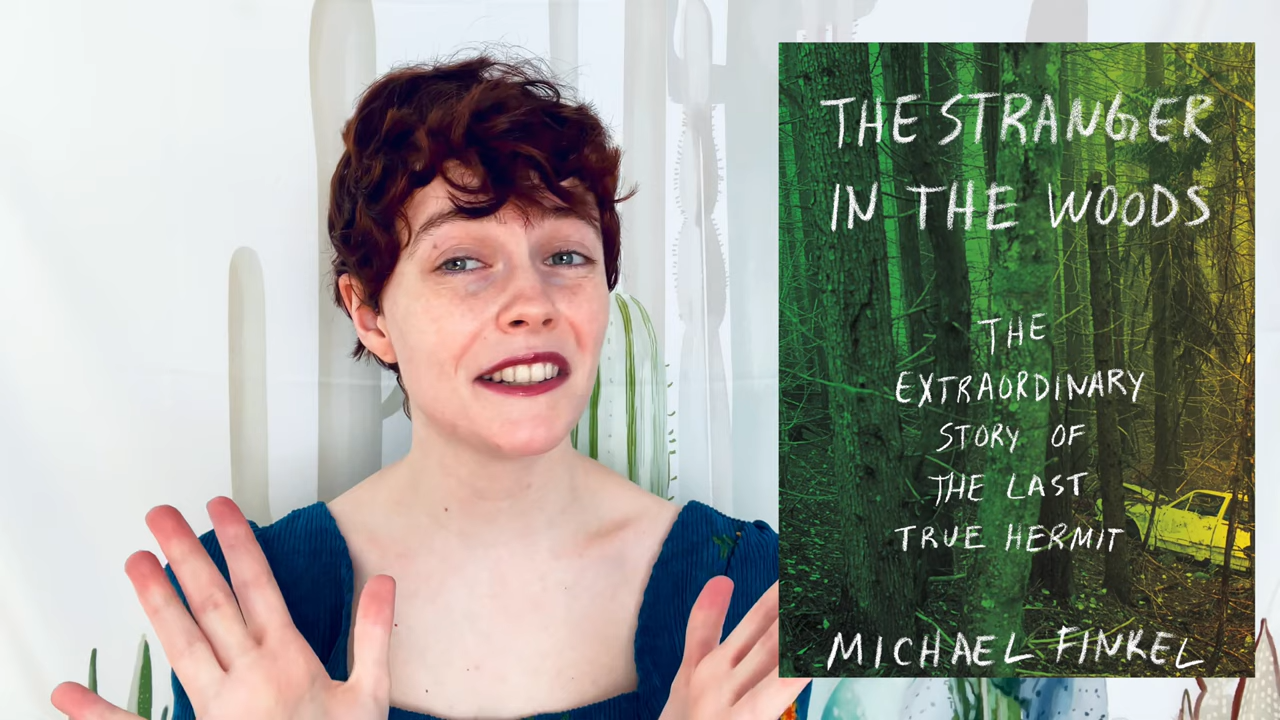 THE STRANGER
IN THE WOODS
THE
EXTRAORDINARY
STORY OF
THE LAST
TRUE HERMIT
MICHAEL FINKEL